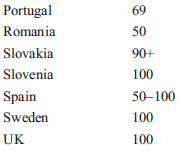 Portugal 69
Romania 50
Slovakia 90+
Slovenia 100
Spain 50–100
Sweden 100
UK 100